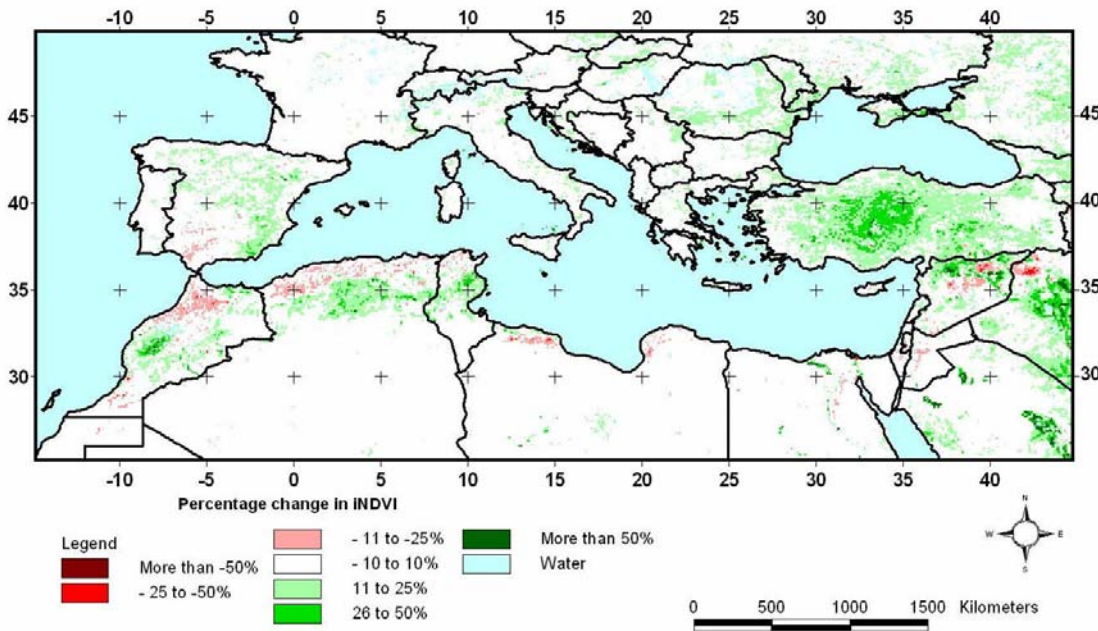 -10 -5 0 5 10 15 20 25 30 35 40
45 45
40 40
35 35
30 30
-10 -5 0 5 10 15 20 25 30 35 40
Percentage change in iNDVI
Legend
More than -50%
- 25 to -50%
- 11 to -25%
- 10 to 10%
11 to 25%
26 to 50%
More than 50%
Water
N
W E
S
0 500 1000 1500 Kilometers